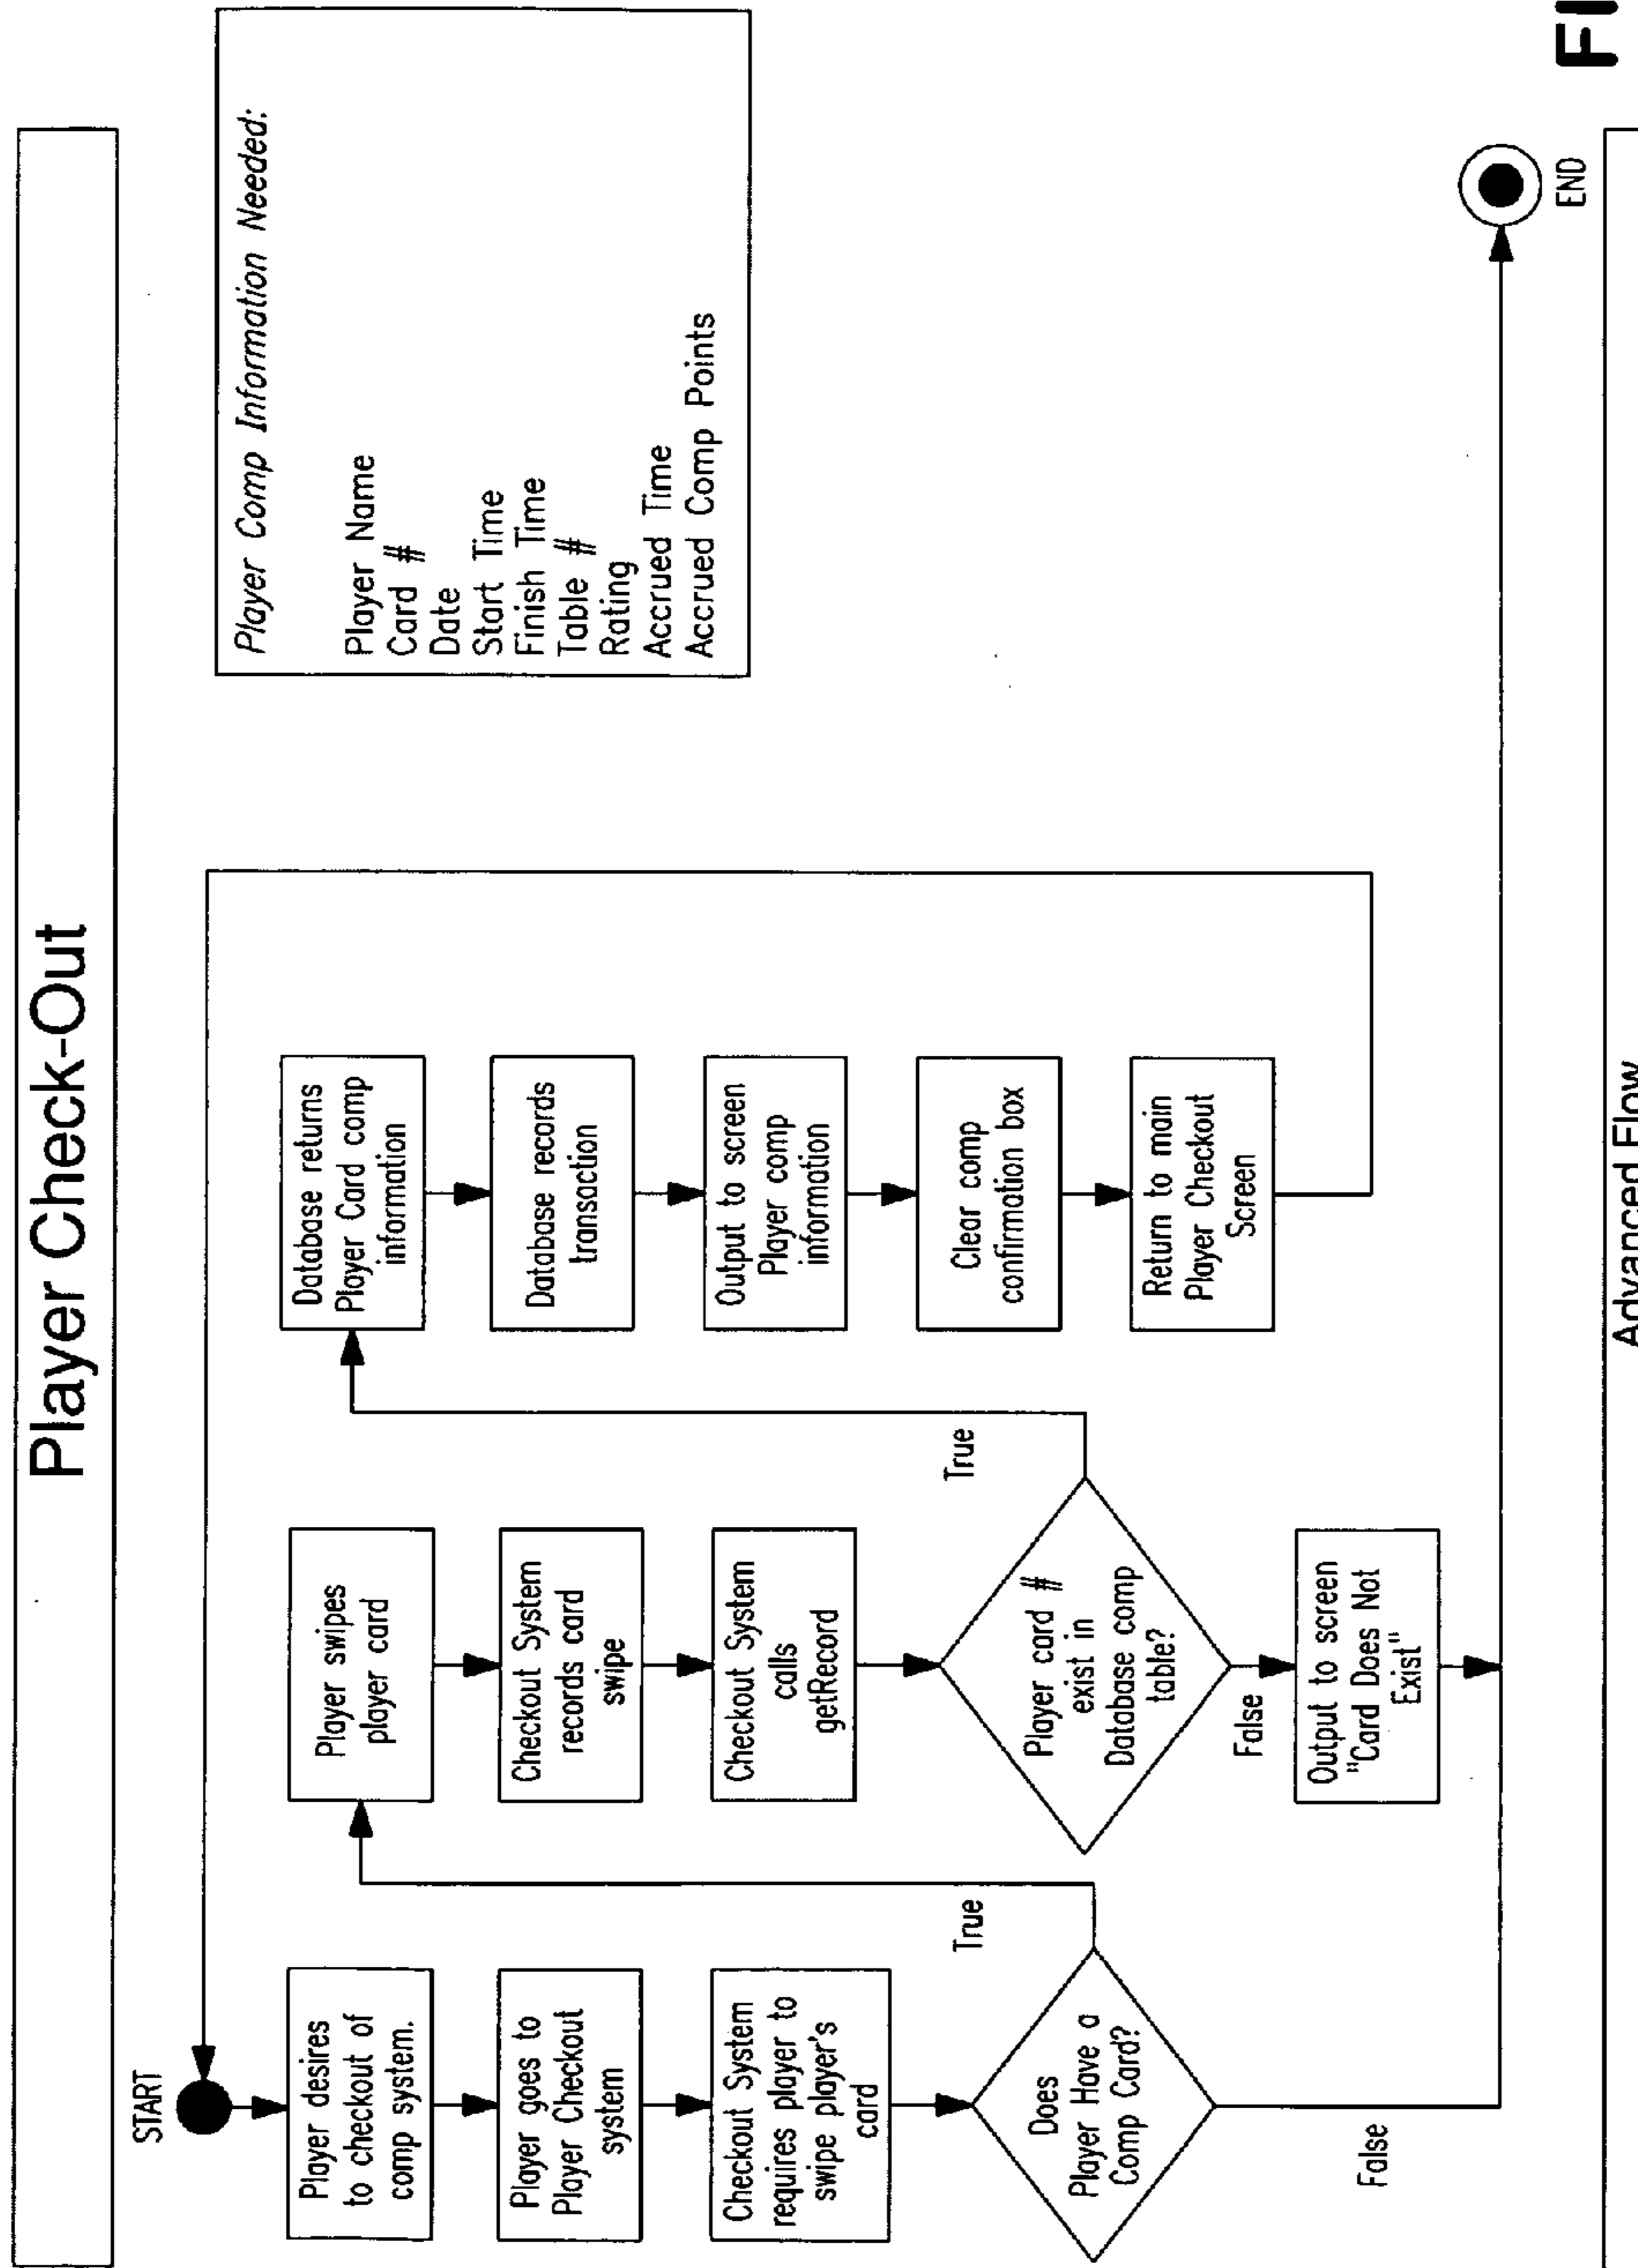 Player Check-Out
START
Player desires
to checkout of
comp system.
Player goes to
Player Checkout
system
Checkout System
requires player to
swipe player's
card
Does
Player Have a
Comp Card?
True
False
Player swipes
player card
Checkout System
records card
swipe
Checkout System
calls
getRecord
Player card #
exist in
Database comp
table?
True
False
Output to screen
"Card Does Not
Exist"
Database returns
Player Card comp
information
Database records
transaction
Output to screen
Player comp
information
Clear comp
confirmation box
Return to main
Player Checkout
Screen
Player Comp Information Needed:
Player Name
Card #
Date
Start Time
Finish Time
Table #
Rating
Accrued Time
Accrued Comp Points
END
Advanced Flow